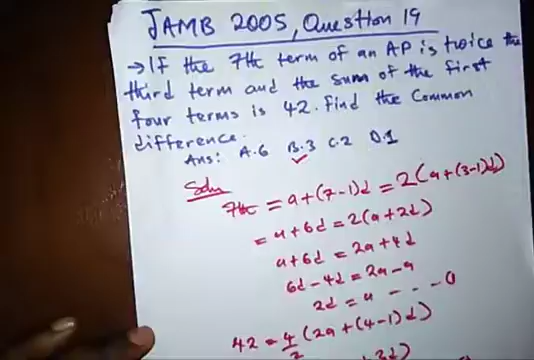 JAMB 2005, Question 19
→ If the 7th term of an AP is twice the
third term and the sum of the first
four terms is 42. Find the Common
difference.
Ans: A.6 B.3 C.2 D.1
Soln
7th = a+(7-1)d = 2(a+(3-1)d)
= a+6d = 2(a+2d)
a+6d = 2a+4d
6d-4d = 2a-a
2d = a - - - ①
42 = 4/2 (2a+(4-1)d)